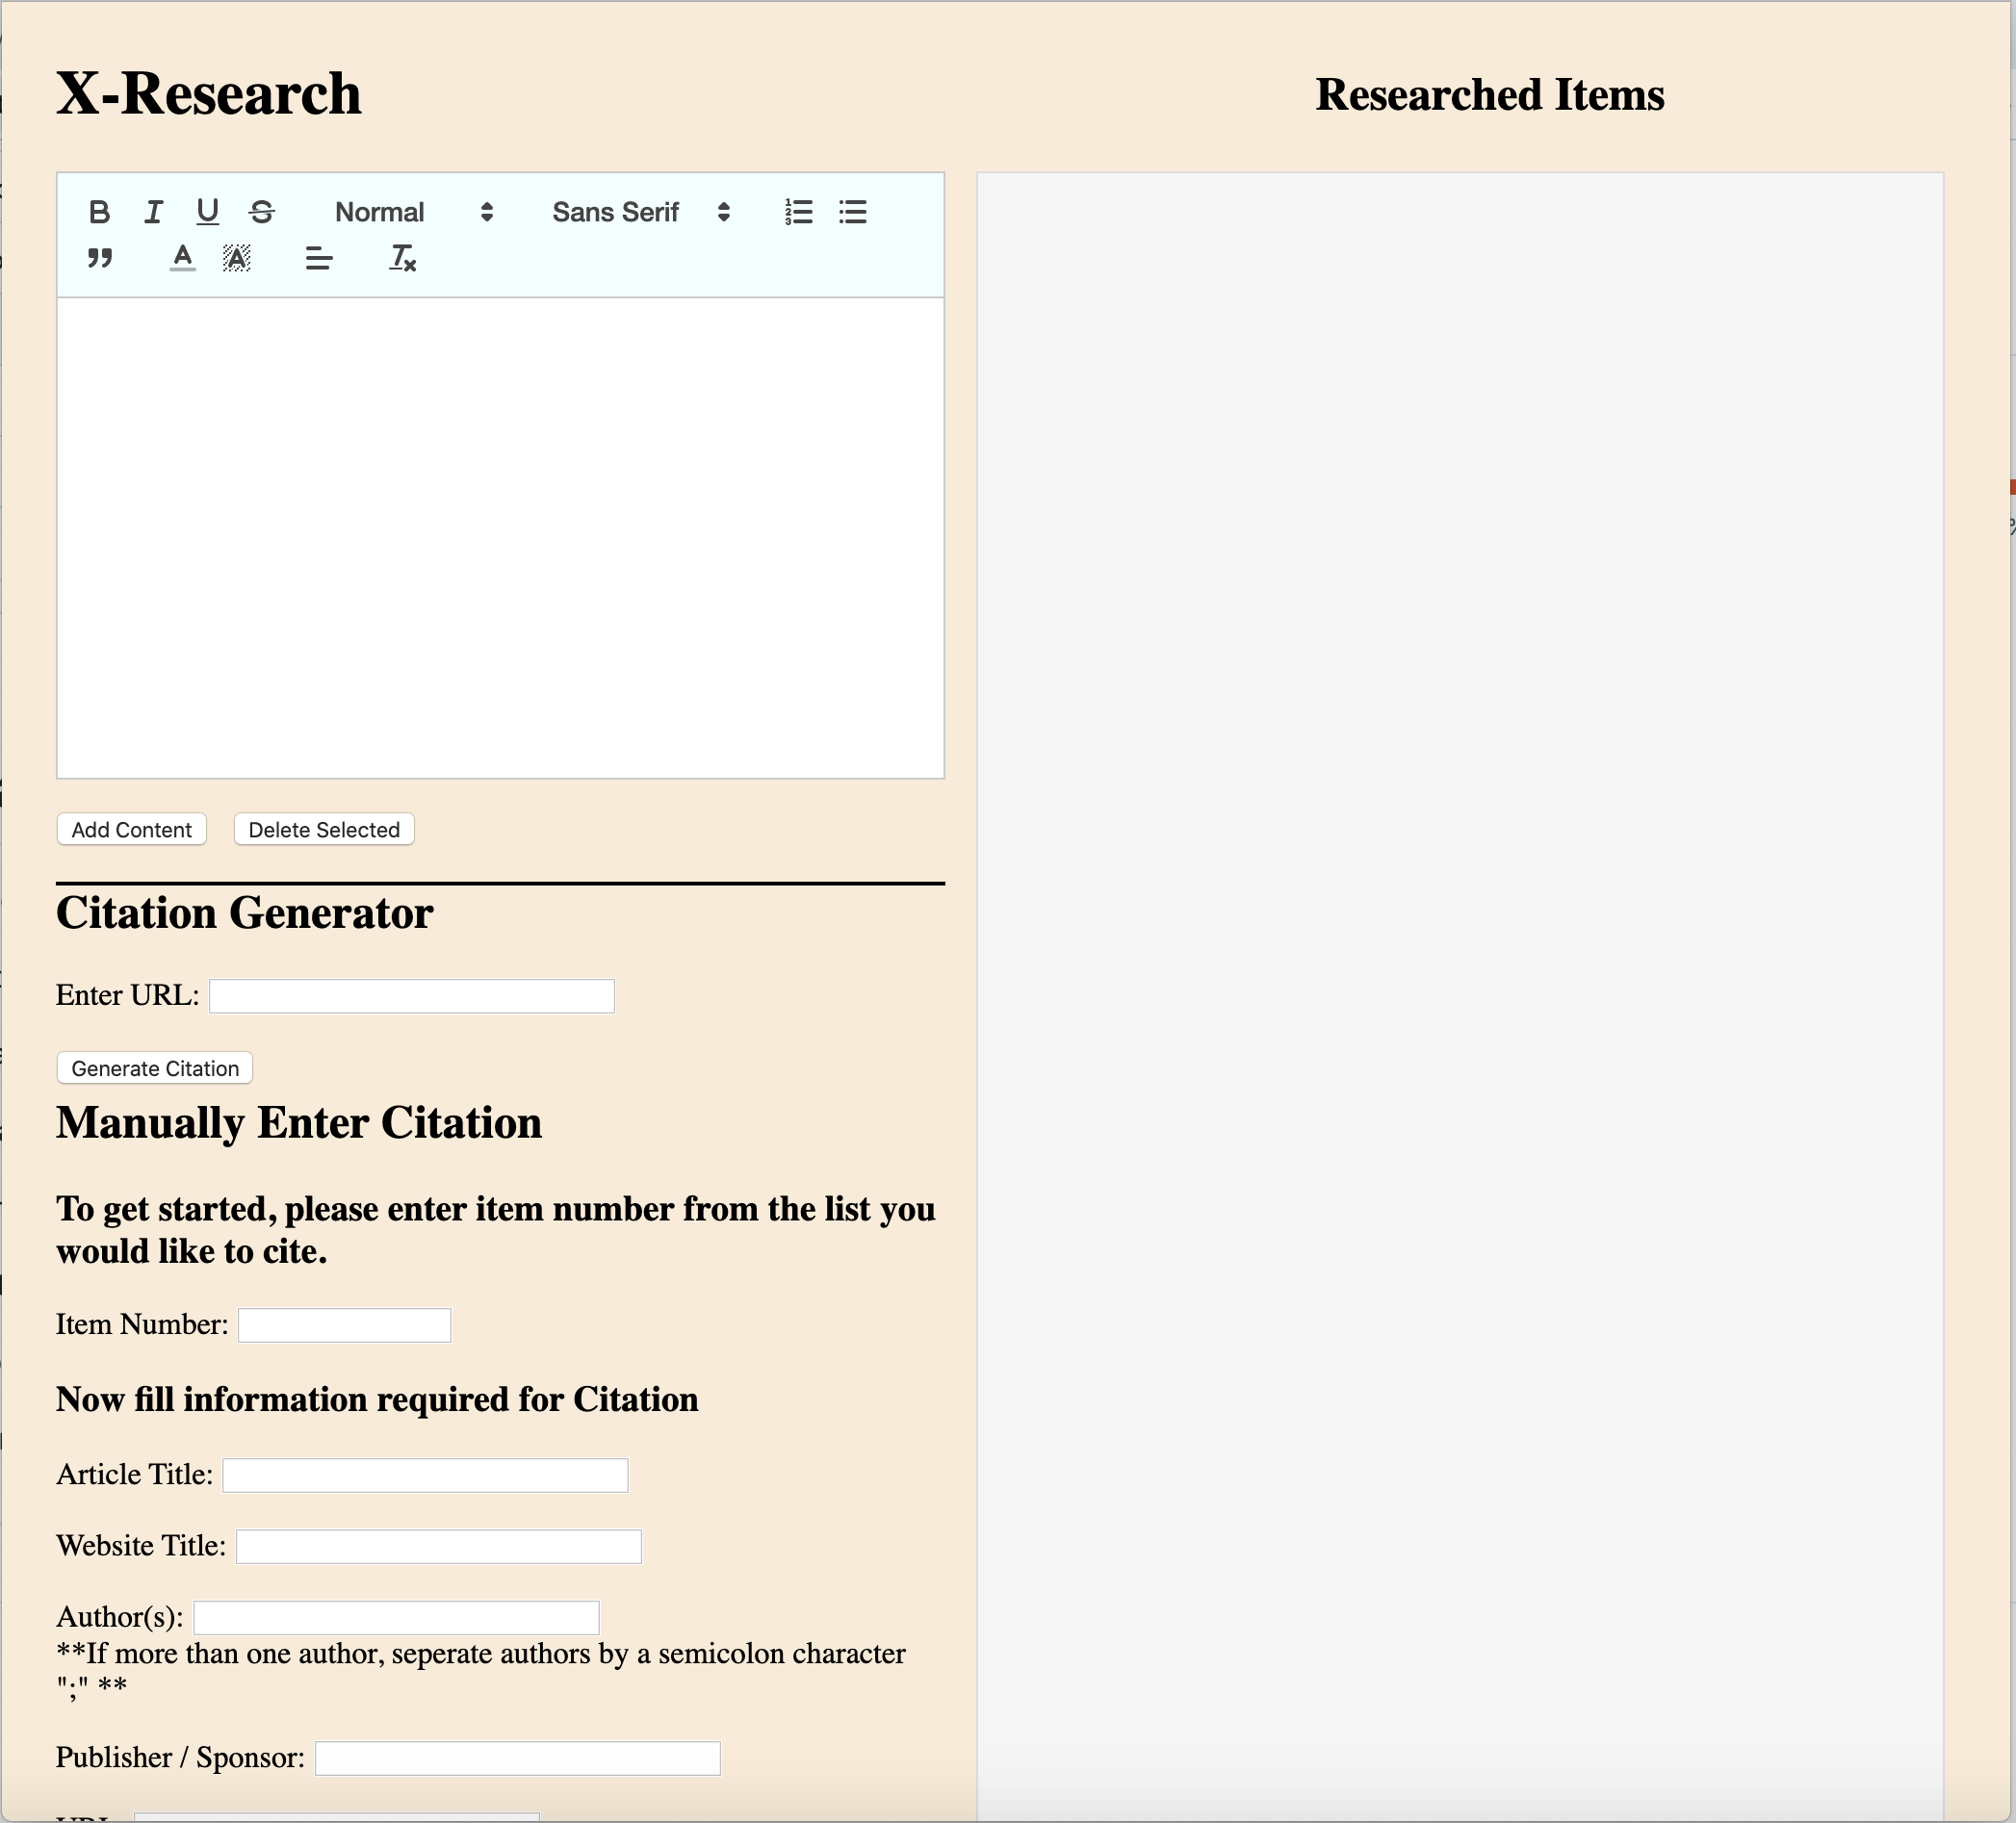 X-Research
Researched Items
B I U S Normal Sans Serif
A A Tx
Add Content Delete Selected
Citation Generator
Enter URL:
Generate Citation
Manually Enter Citation
To get started, please enter item number from the list you
would like to cite.
Item Number:
Now fill information required for Citation
Article Title:
Website Title:
Author(s):
**If more than one author, seperate authors by a semicolon character
";" **
Publisher / Sponsor: